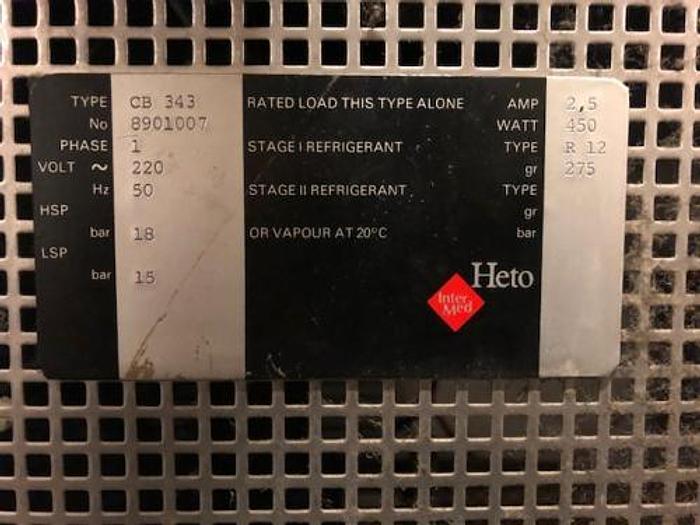 TYPE CB 343 RATED LOAD THIS TYPE ALONE AMP 2,5
No 8901007 WATT 450
PHASE 1 STAGE I REFRIGERANT TYPE R 12
VOLT ~ 220 gr 275
Hz 50 STAGE II REFRIGERANT TYPE
HSP gr
bar 18 OR VAPOUR AT 20°C bar
LSP
bar 15
Heto
Inter
Med